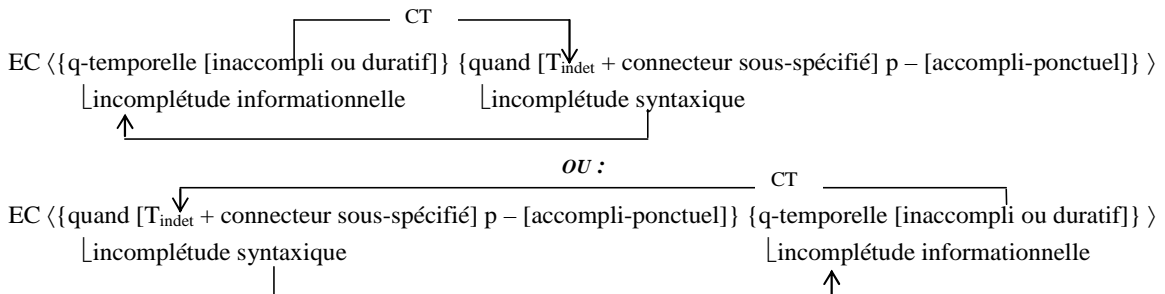 CT
EC ⟨{q-temporelle [inaccompli ou duratif]} {quand [Tindet + connecteur sous-spécifié] p – [accompli-ponctuel]} ⟩
⎣incomplétude informationnelle ⎣incomplétude syntaxique
OU :
CT
EC ⟨{quand [Tindet + connecteur sous-spécifié] p – [accompli-ponctuel]} {q-temporelle [inaccompli ou duratif]} ⟩
⎣incomplétude syntaxique ⎣incomplétude informationnelle